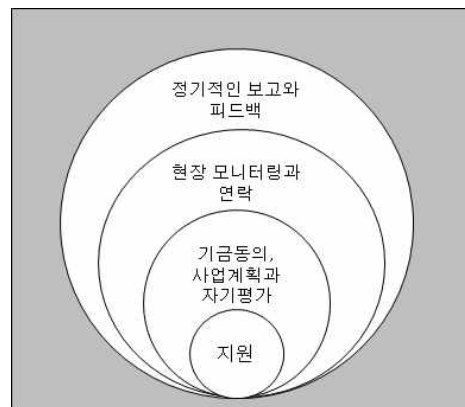 정기적인 보고와
피드백
현장 모니터링과
연락
기금동의,
사업계획과
자기평가
지원